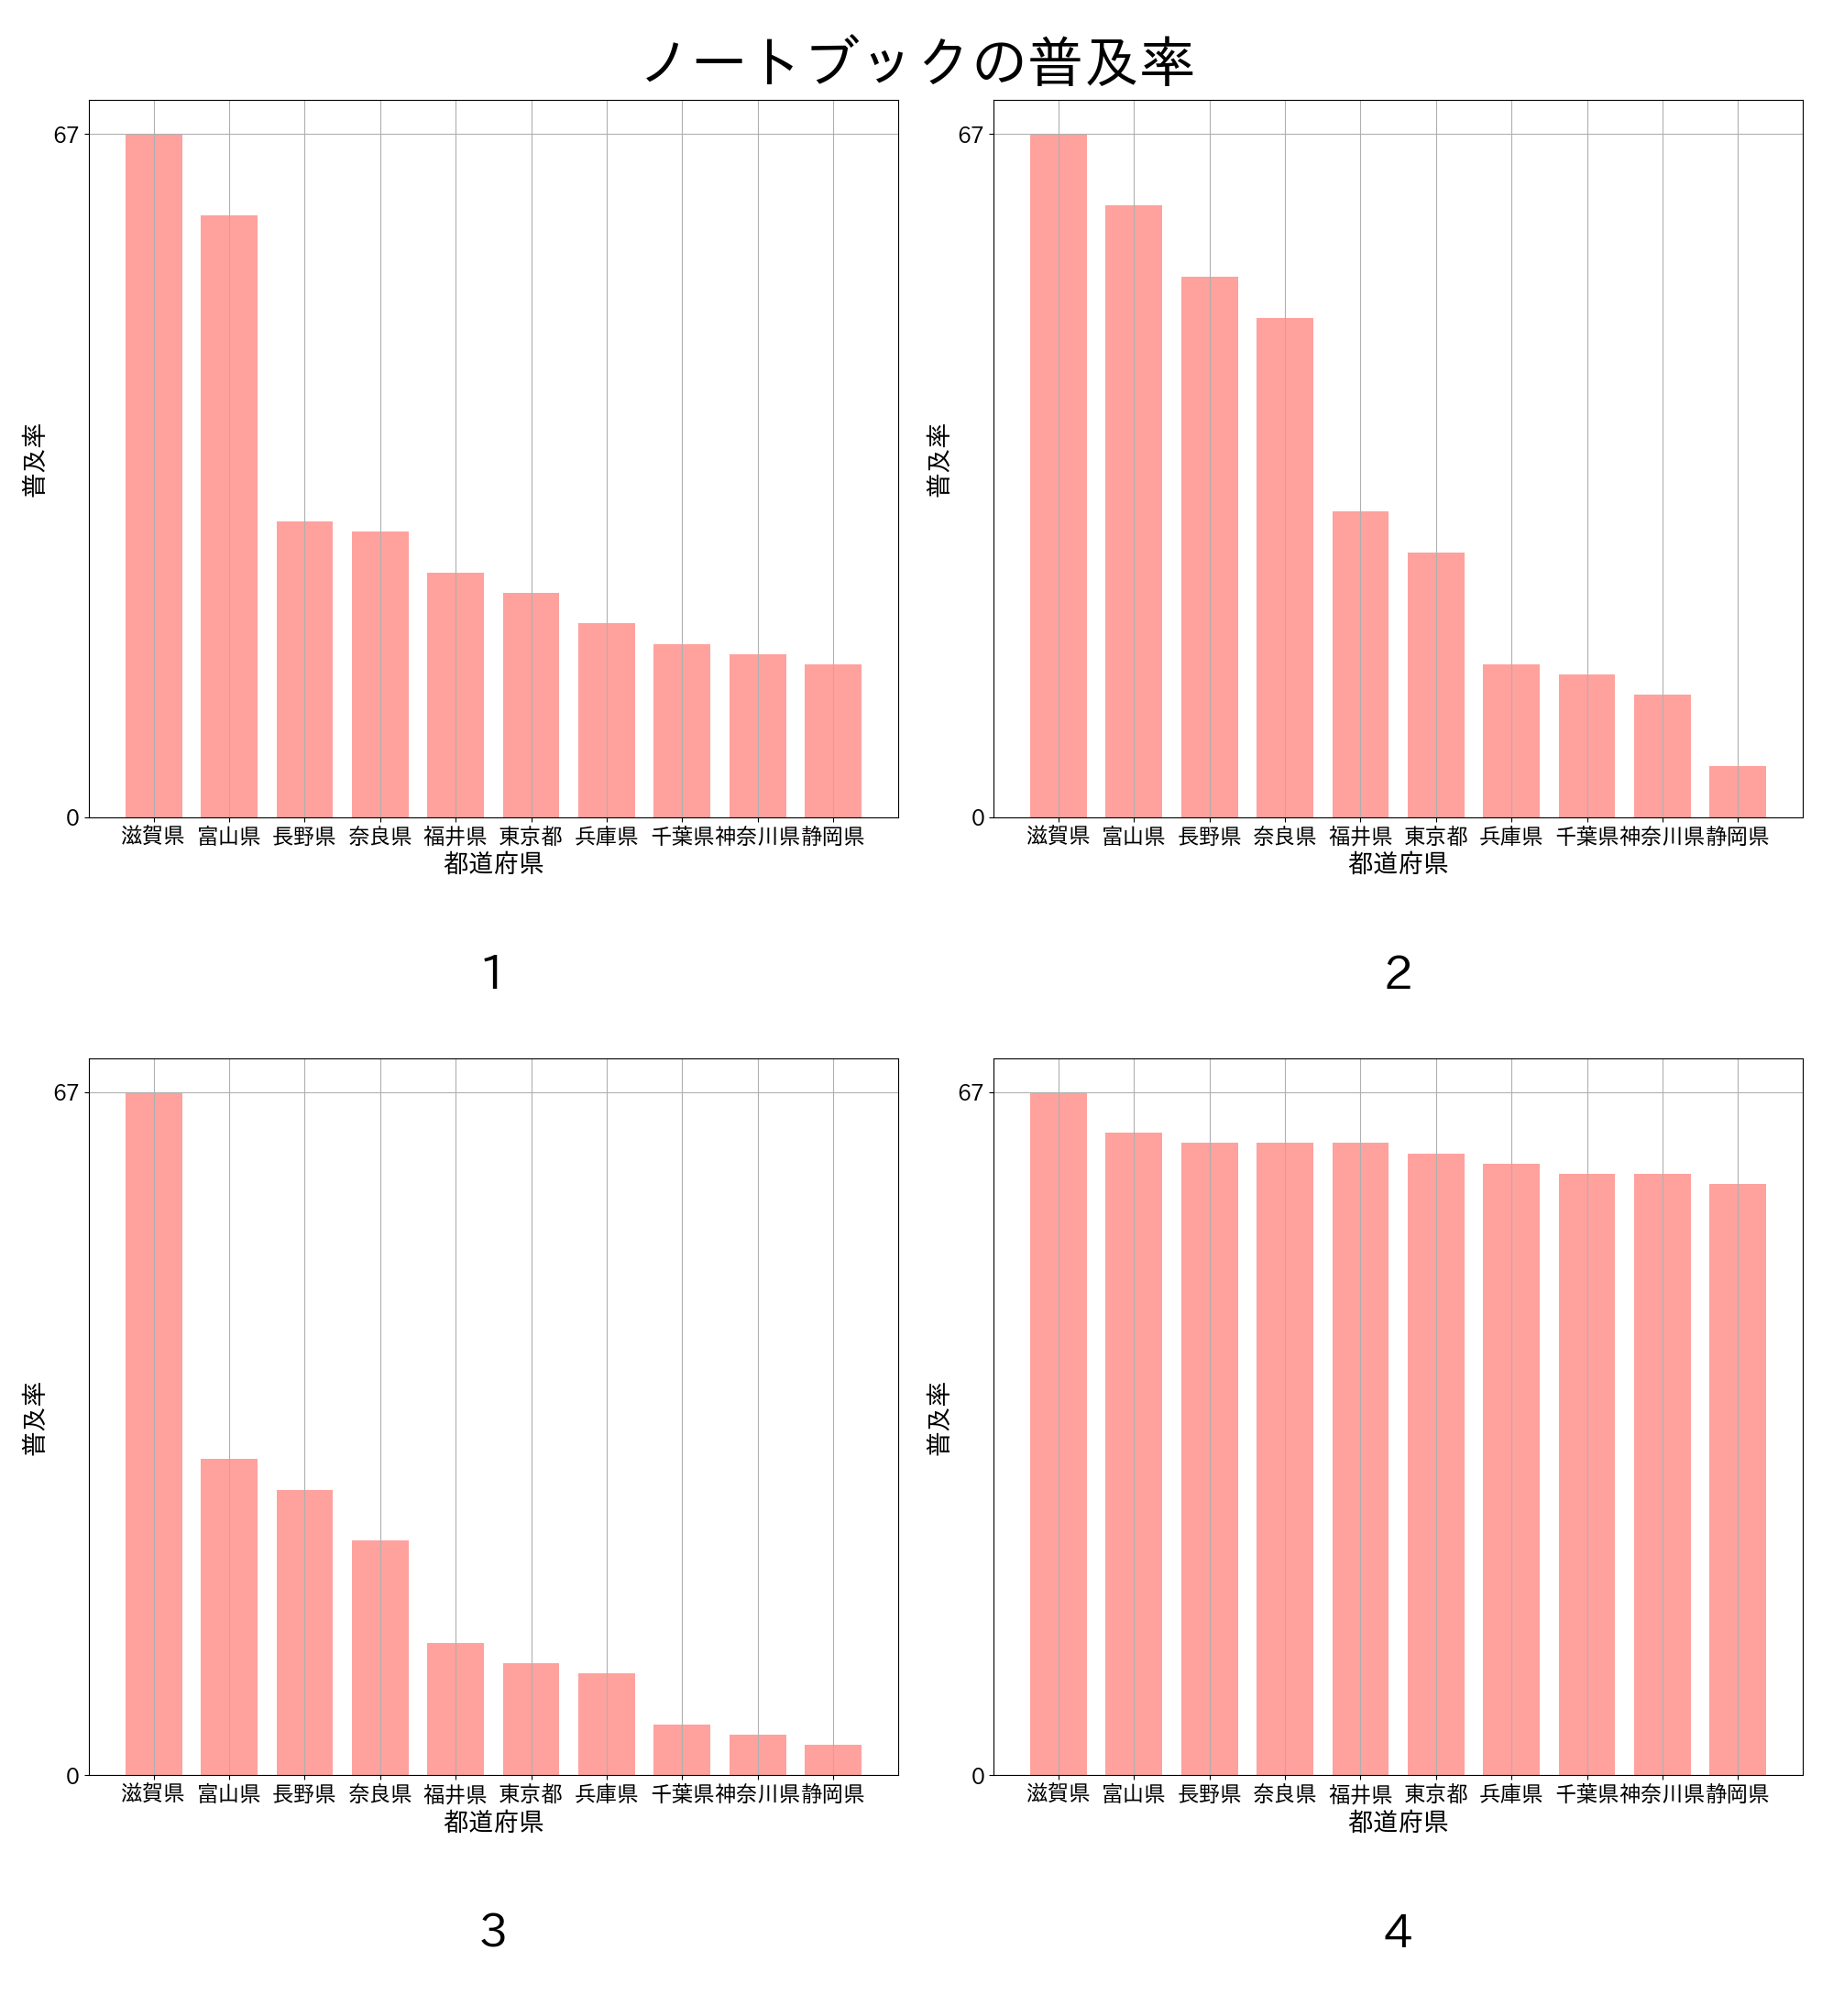 ノートブックの普及率
67
0
普及率
滋賀県 富山県 長野県 奈良県 福井県 東京都 兵庫県 千葉県 神奈川県 静岡県
都道府県
1
67
0
普及率
滋賀県 富山県 長野県 奈良県 福井県 東京都 兵庫県 千葉県 神奈川県 静岡県
都道府県
2
67
0
普及率
滋賀県 富山県 長野県 奈良県 福井県 東京都 兵庫県 千葉県 神奈川県 静岡県
都道府県
3
67
0
普及率
滋賀県 富山県 長野県 奈良県 福井県 東京都 兵庫県 千葉県 神奈川県 静岡県
都道府県
4